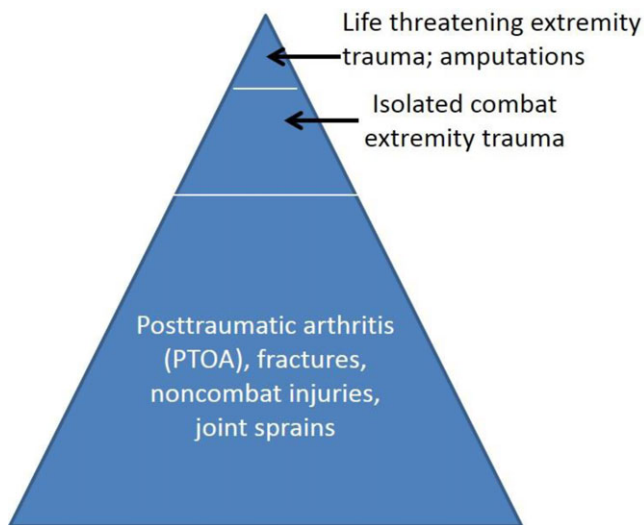 Life threatening extremity
trauma; amputations
Isolated combat
extremity trauma
Posttraumatic arthritis
(PTOA), fractures,
noncombat injuries,
joint sprains